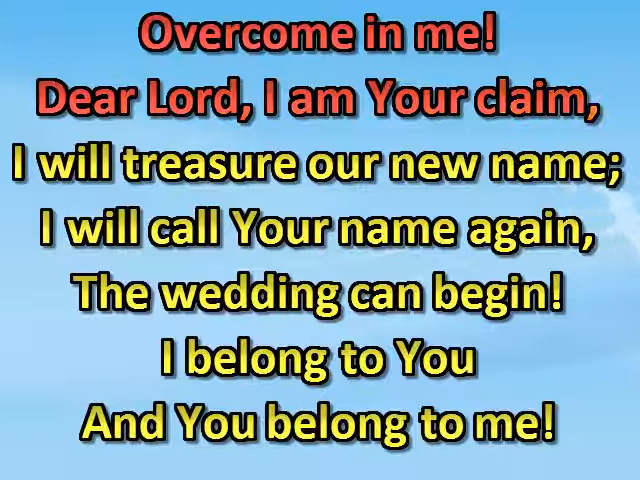 Overcome in me!
Dear Lord, I am Your claim,
I will treasure our new name;
I will call Your name again,
The wedding can begin!
I belong to You
And You belong to me!